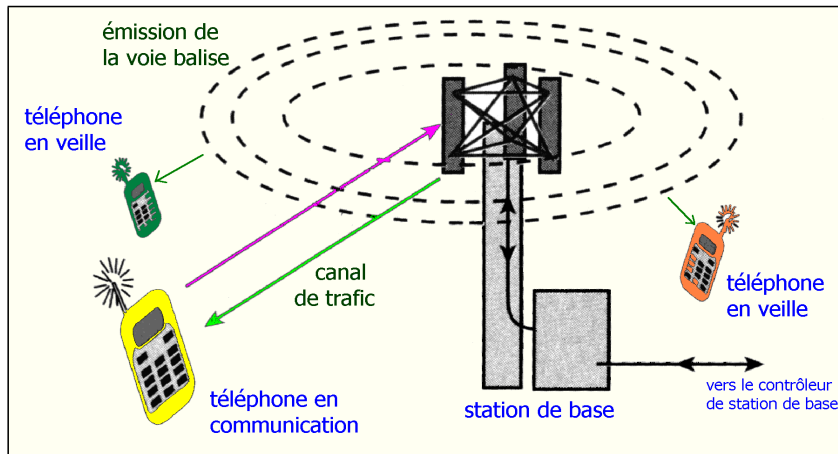 émission de
la voie balise
téléphone
en veille
canal
de trafic
téléphone
en veille
téléphone en
communication
station de base
vers le contrôleur
de station de base